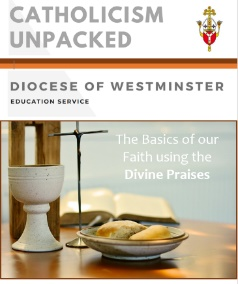 CATHOLICISM
UNPACKED
DIOCESE OF WESTMINSTER
EDUCATION SERVICE
The Basics of our
Faith using the
Divine Praises